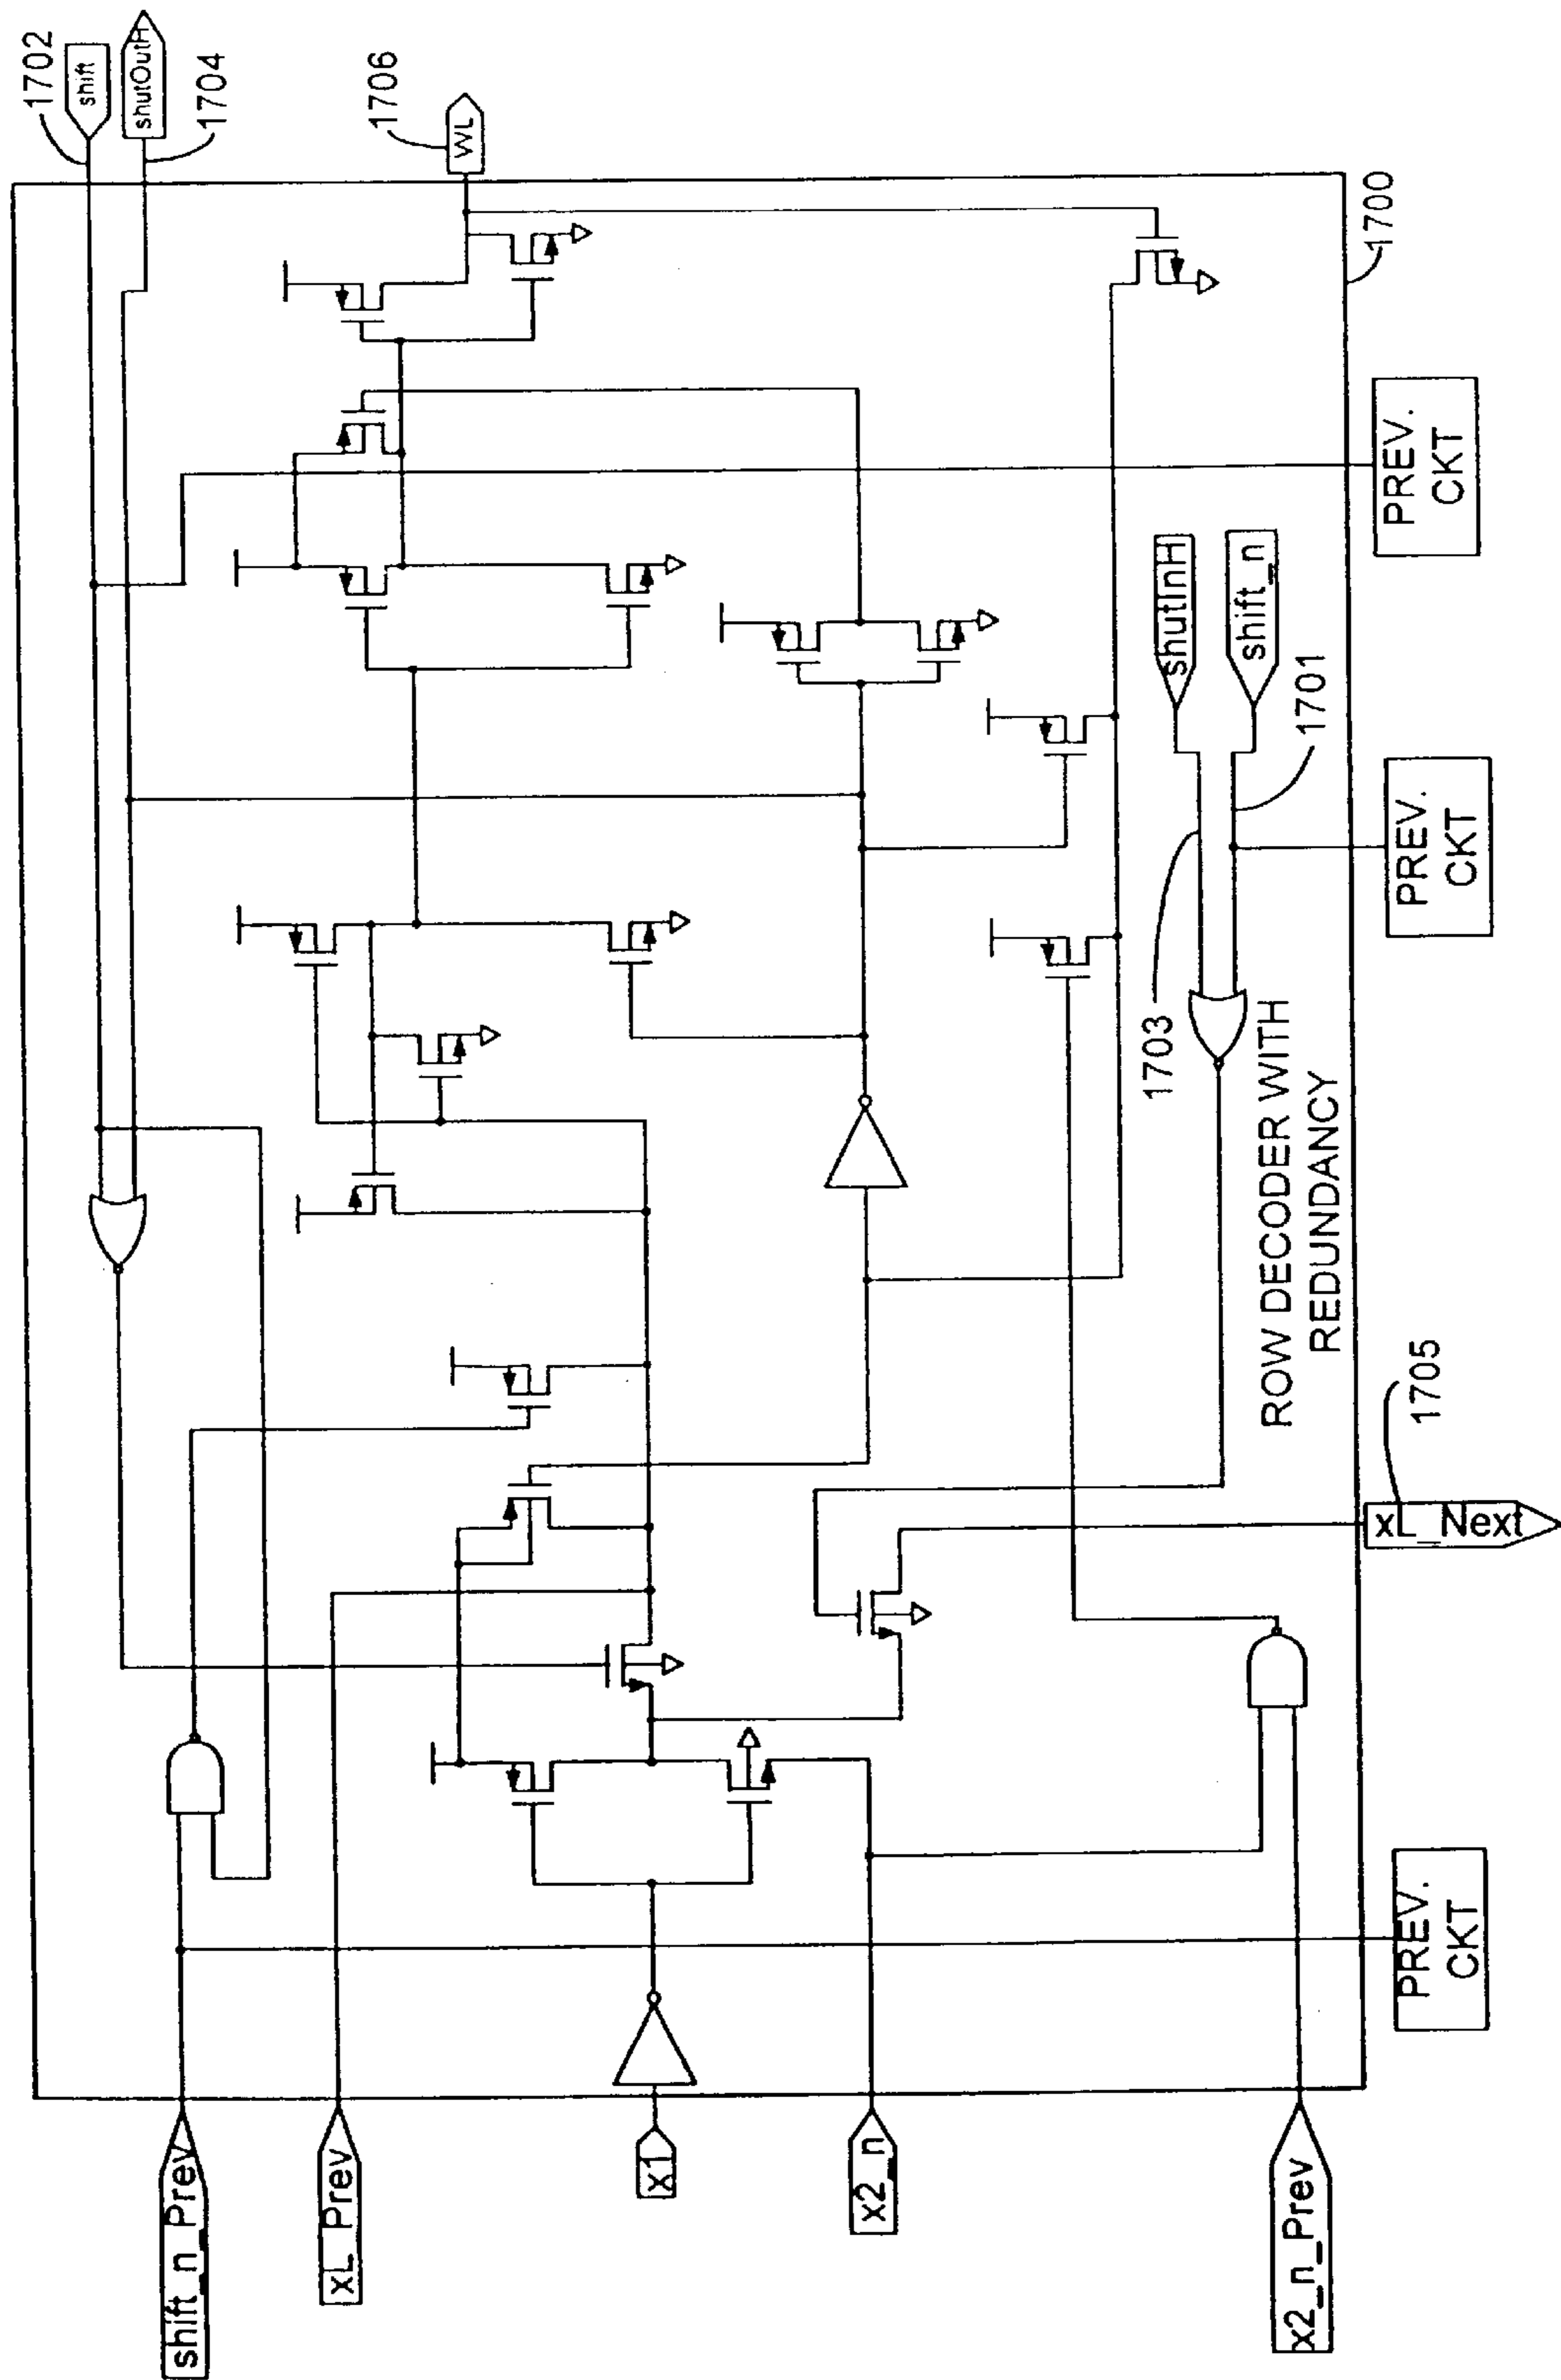 1702
shift
shutOutH
1704
1706
WL
1700
PREV.
CKT
shutInH
shift_n
1701
PREV.
CKT
1703
ROW DECODER WITH
REDUNDANCY
1705
xL_Next
PREV.
CKT
shift_n_Prev
xL_Prev
x1
x2_n
x2_n_Prev